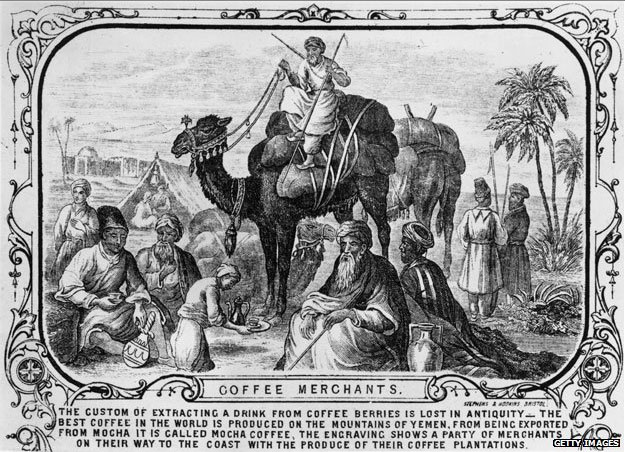 COFFEE MERCHANTS.
STEPHENS & HOPKINS, BRISTOL
THE CUSTOM OF EXTRACTING A DRINK FROM COFFEE BERRIES IS LOST IN ANTIQUITY — THE
BEST COFFEE IN THE WORLD IS PRODUCED ON THE MOUNTAINS OF YEMEN, FROM BEING EXPORTED
FROM MOCHA IT IS CALLED MOCHA COFFEE, THE ENGRAVING SHOWS A PARTY OF MERCHANTS
ON THEIR WAY TO THE COAST WITH THE PRODUCE OF THEIR COFFEE PLANTATIONS.
GETTY IMAGES